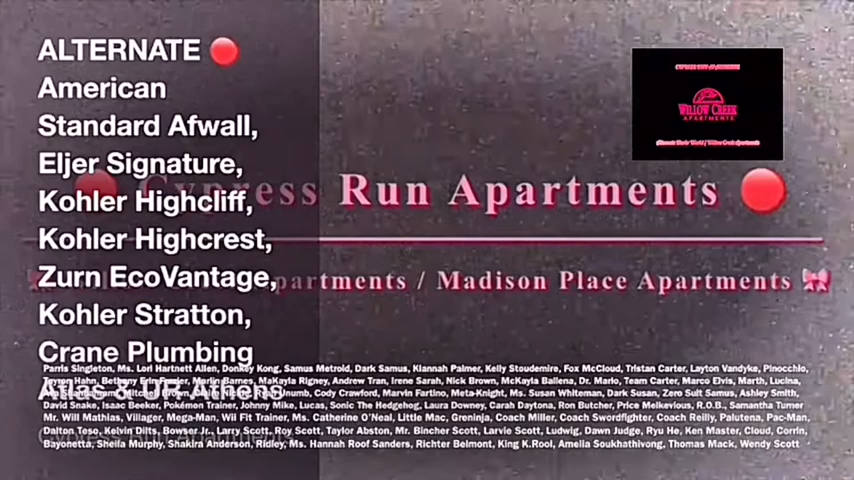 ALTERNATE 🔴
American
Standard Afwall,
Eljer Signature,
Kohler Highcliff,
Kohler Highcrest,
Zurn EcoVantage,
Kohler Stratton,
Crane Plumbing
Atlas & UR Athens
Cypress Run Apartments
WILLOW CREEK
APARTMENTS
🔴 Cypress Run Apartments 🔴
partments / Madison Place Apartments 🎀
Parris Singleton, Ms. Lori Hartnett Allen, Donkey Kong, Samus Metroid, Dark Samus, Kiannah Palmer, Kelly Stoudemire, Fox McCloud, Tristan Carter, Layton Vandyke, Pinocchio,
Hahn, Bethany Erin Marlin Barnes, MaKayla Rigney, Andrew Tran, Irene Sarah, Nick Brown, McKayla Ballena, Dr. Mario, Team Carter, Marco Elvis, Marth, Lucina,
Cody Crawford, Marvin Fartino, Meta-Knight, Ms. Susan Whiteman, Dark Susan, Zero Suit Samus, Ashley Smith,
David Snake, Isaac Beeker, Pokémon Trainer, Johnny Mike, Lucas, Sonic The Hedgehog, Laura Downey, Carah Daytona, Ron Butcher, Price Melkevious, R.O.B., Samantha Turner
Mr. Will Mathias, Villager, Mega-Man, Wii Fit Trainer, Ms. Catherine O'Neal, Little Mac, Greninja, Coach Miller, Coach Swordfighter, Coach Reilly, Palutena, Pac-Man,
Dalton Teso, Kelvin Dilts, Bowser Jr., Larry Scott, Roy Scott, Taylor Abston, Mr. Bincher Scott, Larvie Scott, Ludwig, Dawn Judge, Ryu He, Ken Master, Cloud, Corrin,
Bayonetta, Sheila Murphy, Shakira Anderson, Ridley, Ms. Hannah Roof Sanders, Richter Belmont, King K.Rool, Amelia Soukhathivong, Thomas Mack, Wendy Scott